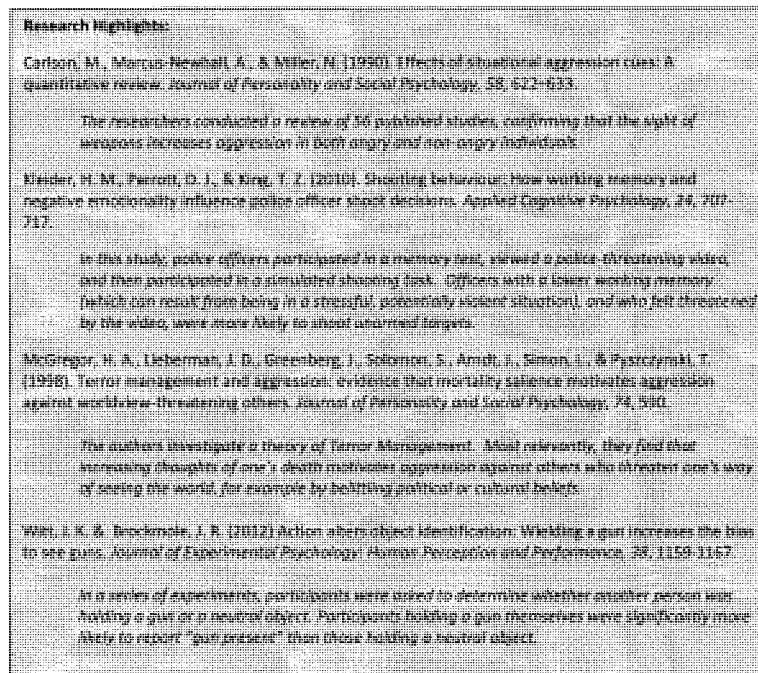 Research Highlights:
Carlson, M., Marcus-Newhall, A., & Miller, N. (1990). Effects of situational aggression cues: A
quantitative review. Journal of Personality and Social Psychology, 58, 622-633.
The researchers conducted a review of 56 published studies, confirming that the sight of
weapons increases aggression in both angry and non-angry individuals.
Kleider, H. M., Parrott, D. J., & King, T. Z. (2010). Shooting behaviour: How working memory and
negative emotionality influence police officer shoot decisions. Applied Cognitive Psychology, 24, 707-
717.
In this study, police officers participated in a memory test, viewed a police-threatening video,
and then participated in a simulated shooting task. Officers with a lower working memory
(which can result from being in a stressful, potentially violent situation), and who felt threatened
by the video, were more likely to shoot unarmed targets.
McGregor, H. A., Lieberman, J. D., Greenberg, J., Solomon, S., Arndt, J., Simon, L., & Pyszczynski, T.
(1998). Terror management and aggression: evidence that mortality salience motivates aggression
against worldview-threatening others. Journal of Personality and Social Psychology, 74, 590.
The authors investigate a theory of Terror Management. Most relevantly, they find that
increasing thoughts of one's death motivates aggression against others who threaten one's way
of seeing the world, for example by belittling political or cultural beliefs.
Witt, J. K. & Brockmole, J. R. (2012) Action alters object identification: Wielding a gun increases the bias
to see guns. Journal of Experimental Psychology: Human Perception and Performance, 38, 1159-1167.
In a series of experiments, participants were asked to determine whether another person was
holding a gun or a neutral object. Participants holding a gun themselves were significantly more
likely to report "gun present" than those holding a neutral object.